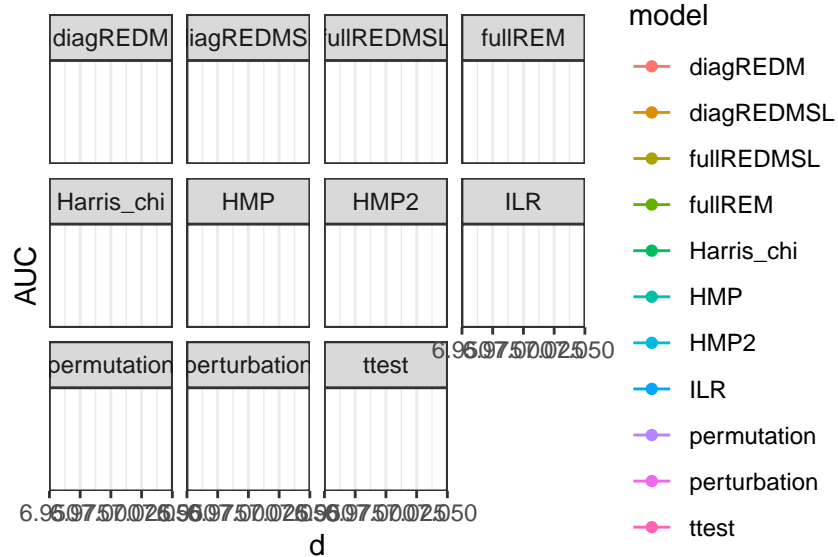 diagREDM
iagREDMS
fullREDMSL
fullREM
Harris_chi
HMP
HMP2
ILR
permutation
perturbation
ttest
AUC
d
model
diagREDM
diagREDMSL
fullREDMSL
fullREM
Harris_chi
HMP
HMP2
ILR
permutation
perturbation
ttest